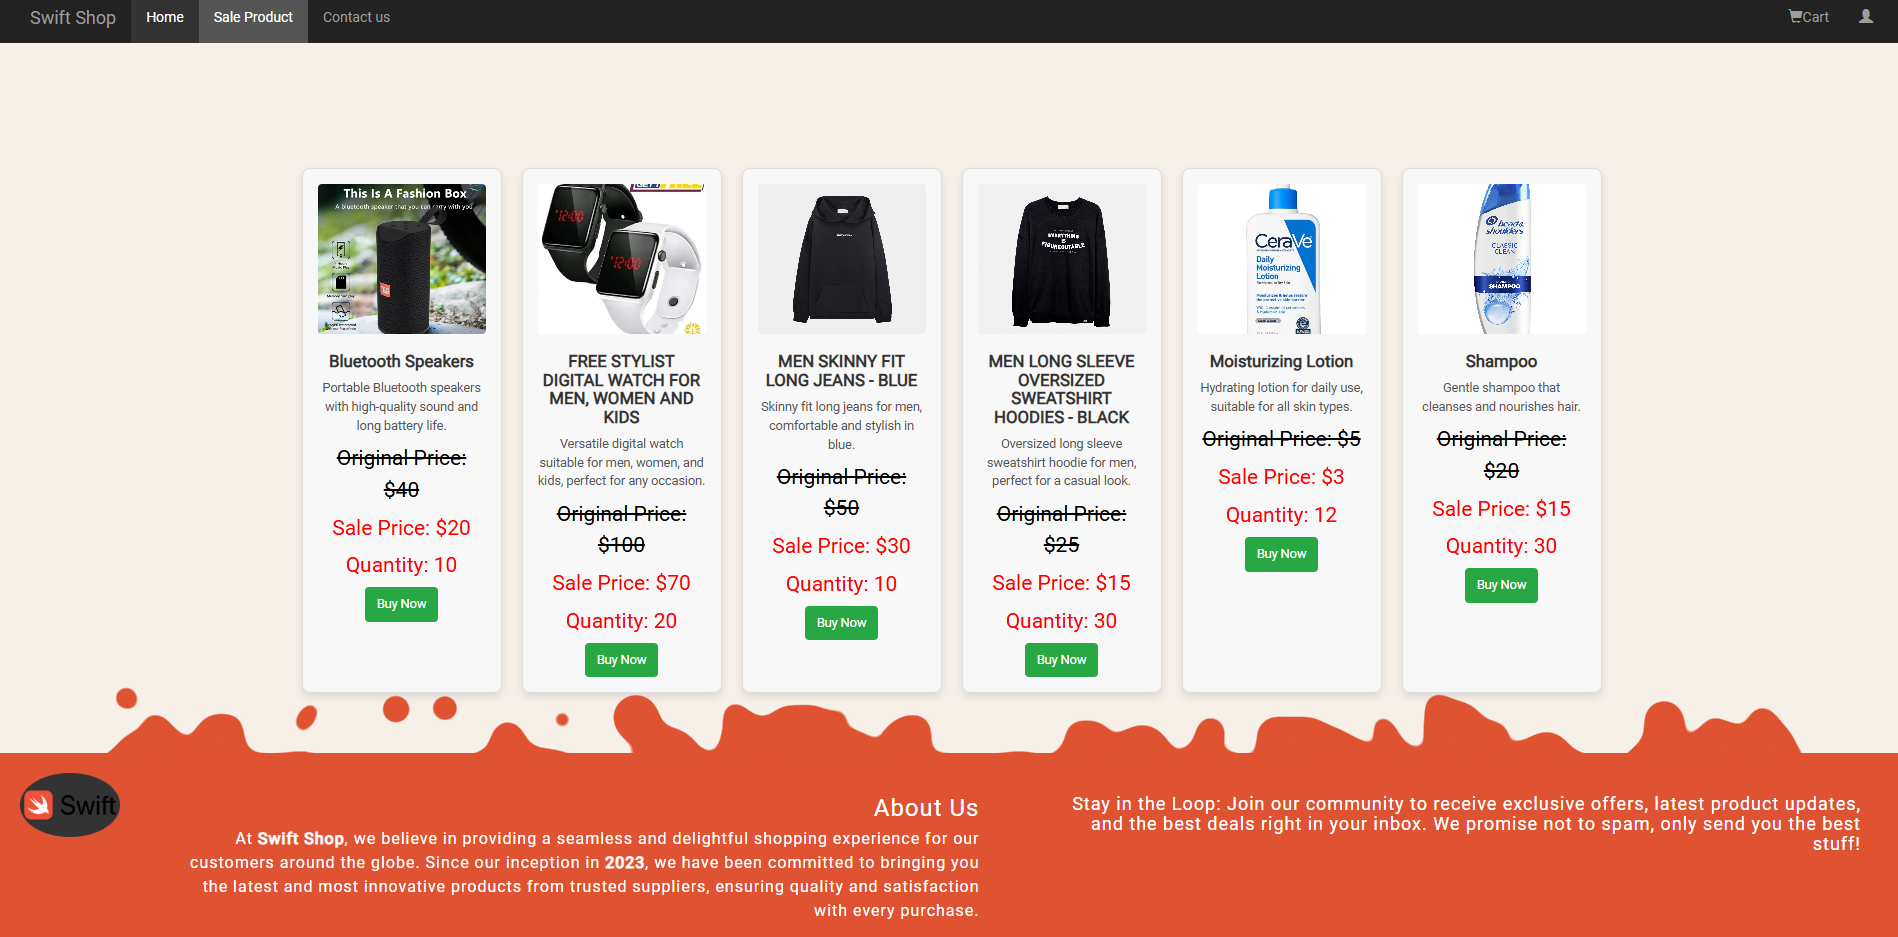 Swift Shop
Home
Sale Product
Contact us
Cart
This Is A Fashion Box
A bluetooth speaker that you can carry with you
Bluetooth Speakers
Portable Bluetooth speakers
with high-quality sound and
long battery life.
Original Price:
$40
Sale Price: $20
Quantity: 10
Buy Now
12:00
12:00
FREE STYLIST
DIGITAL WATCH FOR
MEN, WOMEN AND
KIDS
Versatile digital watch
suitable for men, women, and
kids, perfect for any occasion.
Original Price:
$100
Sale Price: $70
Quantity: 20
Buy Now
MEN SKINNY FIT
LONG JEANS - BLUE
Skinny fit long jeans for men,
comfortable and stylish in
blue.
Original Price:
$50
Sale Price: $30
Quantity: 10
Buy Now
EVERYTHING
IS
FIGUREOUTABLE
MEN LONG SLEEVE
OVERSIZED
SWEATSHIRT
HOODIES - BLACK
Oversized long sleeve
sweatshirt hoodie for men,
perfect for a casual look.
Original Price:
$25
Sale Price: $15
Quantity: 30
Buy Now
CeraVe
Daily
Moisturizing
Lotion
Moisturizing Lotion
Hydrating lotion for daily use,
suitable for all skin types.
Original Price: $5
Sale Price: $3
Quantity: 12
Buy Now
head&
shoulders
CLASSIC
CLEAN
SHAMPOO
Shampoo
Gentle shampoo that
cleanses and nourishes hair.
Original Price:
$20
Sale Price: $15
Quantity: 30
Buy Now
Swift
About Us
At Swift Shop, we believe in providing a seamless and delightful shopping experience for our
customers around the globe. Since our inception in 2023, we have been committed to bringing you
the latest and most innovative products from trusted suppliers, ensuring quality and satisfaction
with every purchase.
Stay in the Loop: Join our community to receive exclusive offers, latest product updates,
and the best deals right in your inbox. We promise not to spam, only send you the best
stuff!